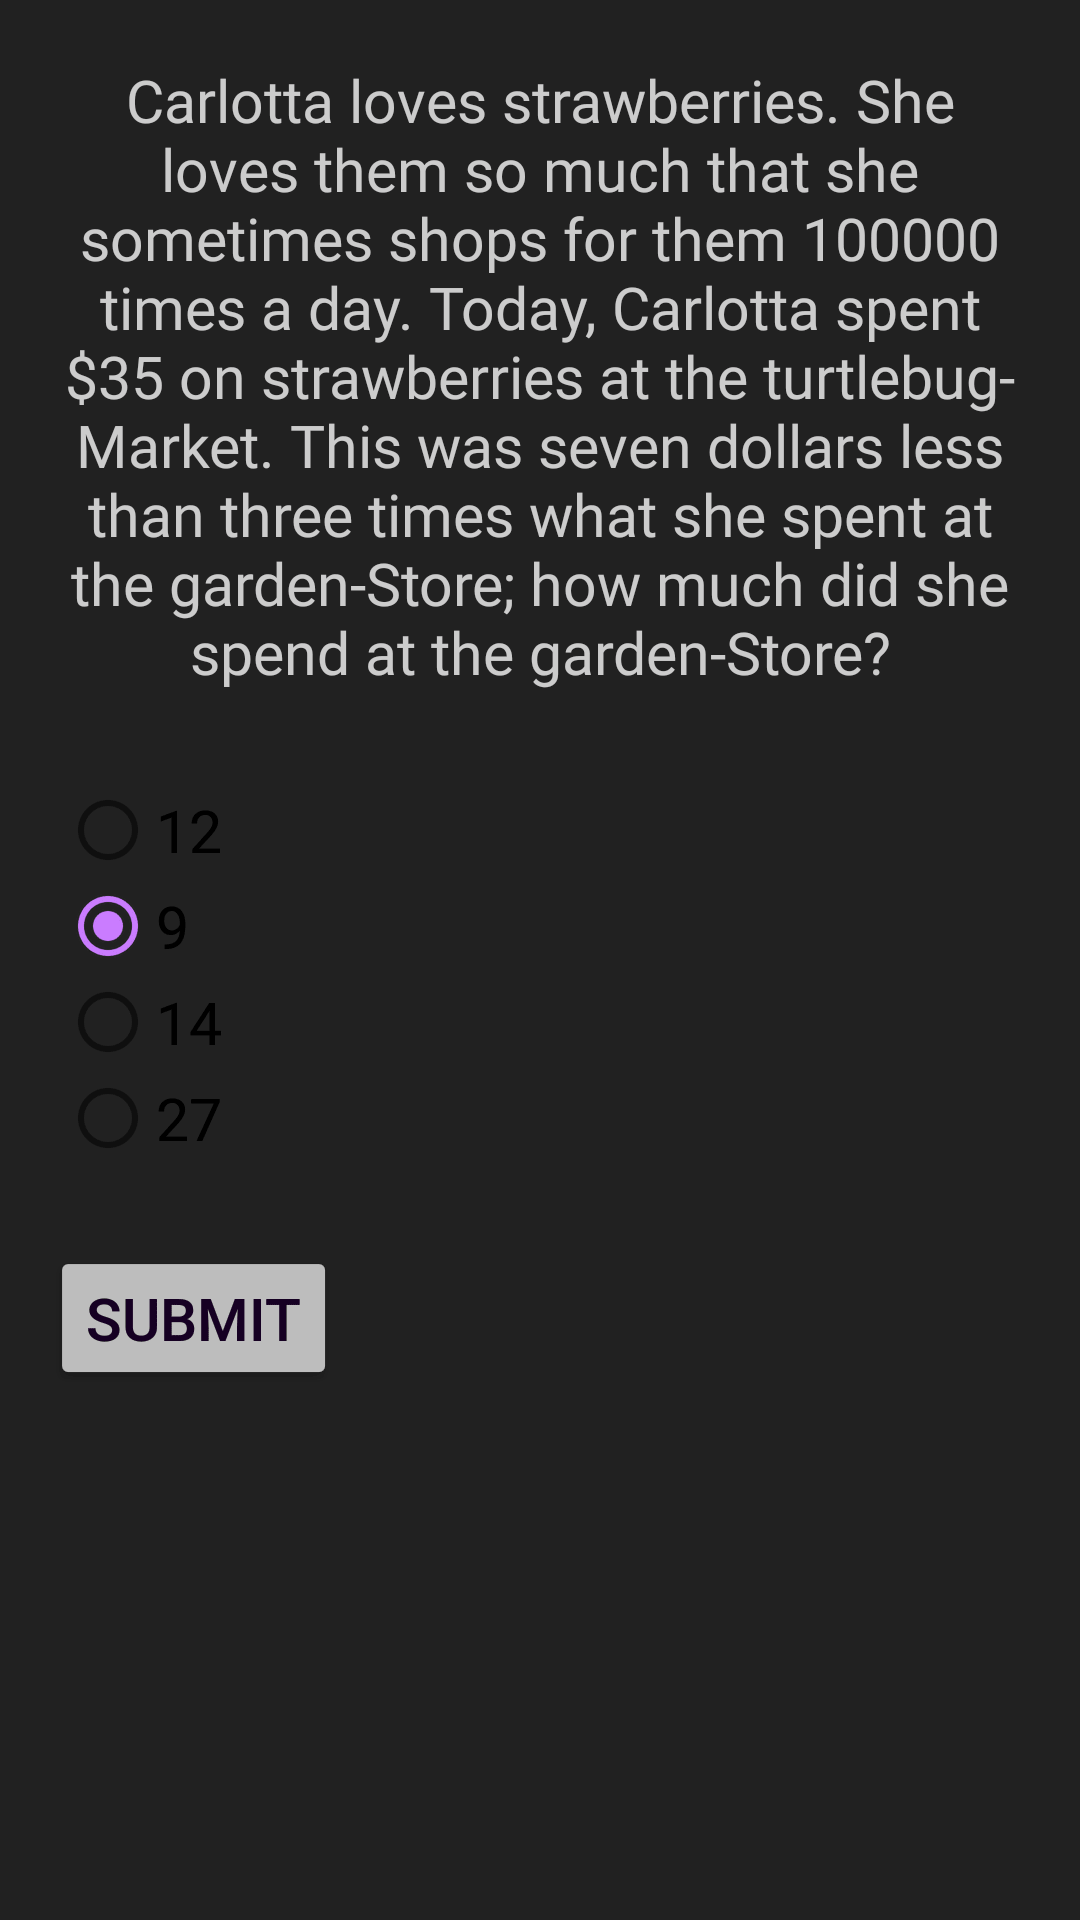 Carlotta loves strawberries. She
loves them so much that she
sometimes shops for them 100000
times a day. Today, Carlotta spent
$35 on strawberries at the turtlebug-
Market. This was seven dollars less
than three times what she spent at
the garden-Store; how much did she
spend at the garden-Store?
12
9
14
27
SUBMIT